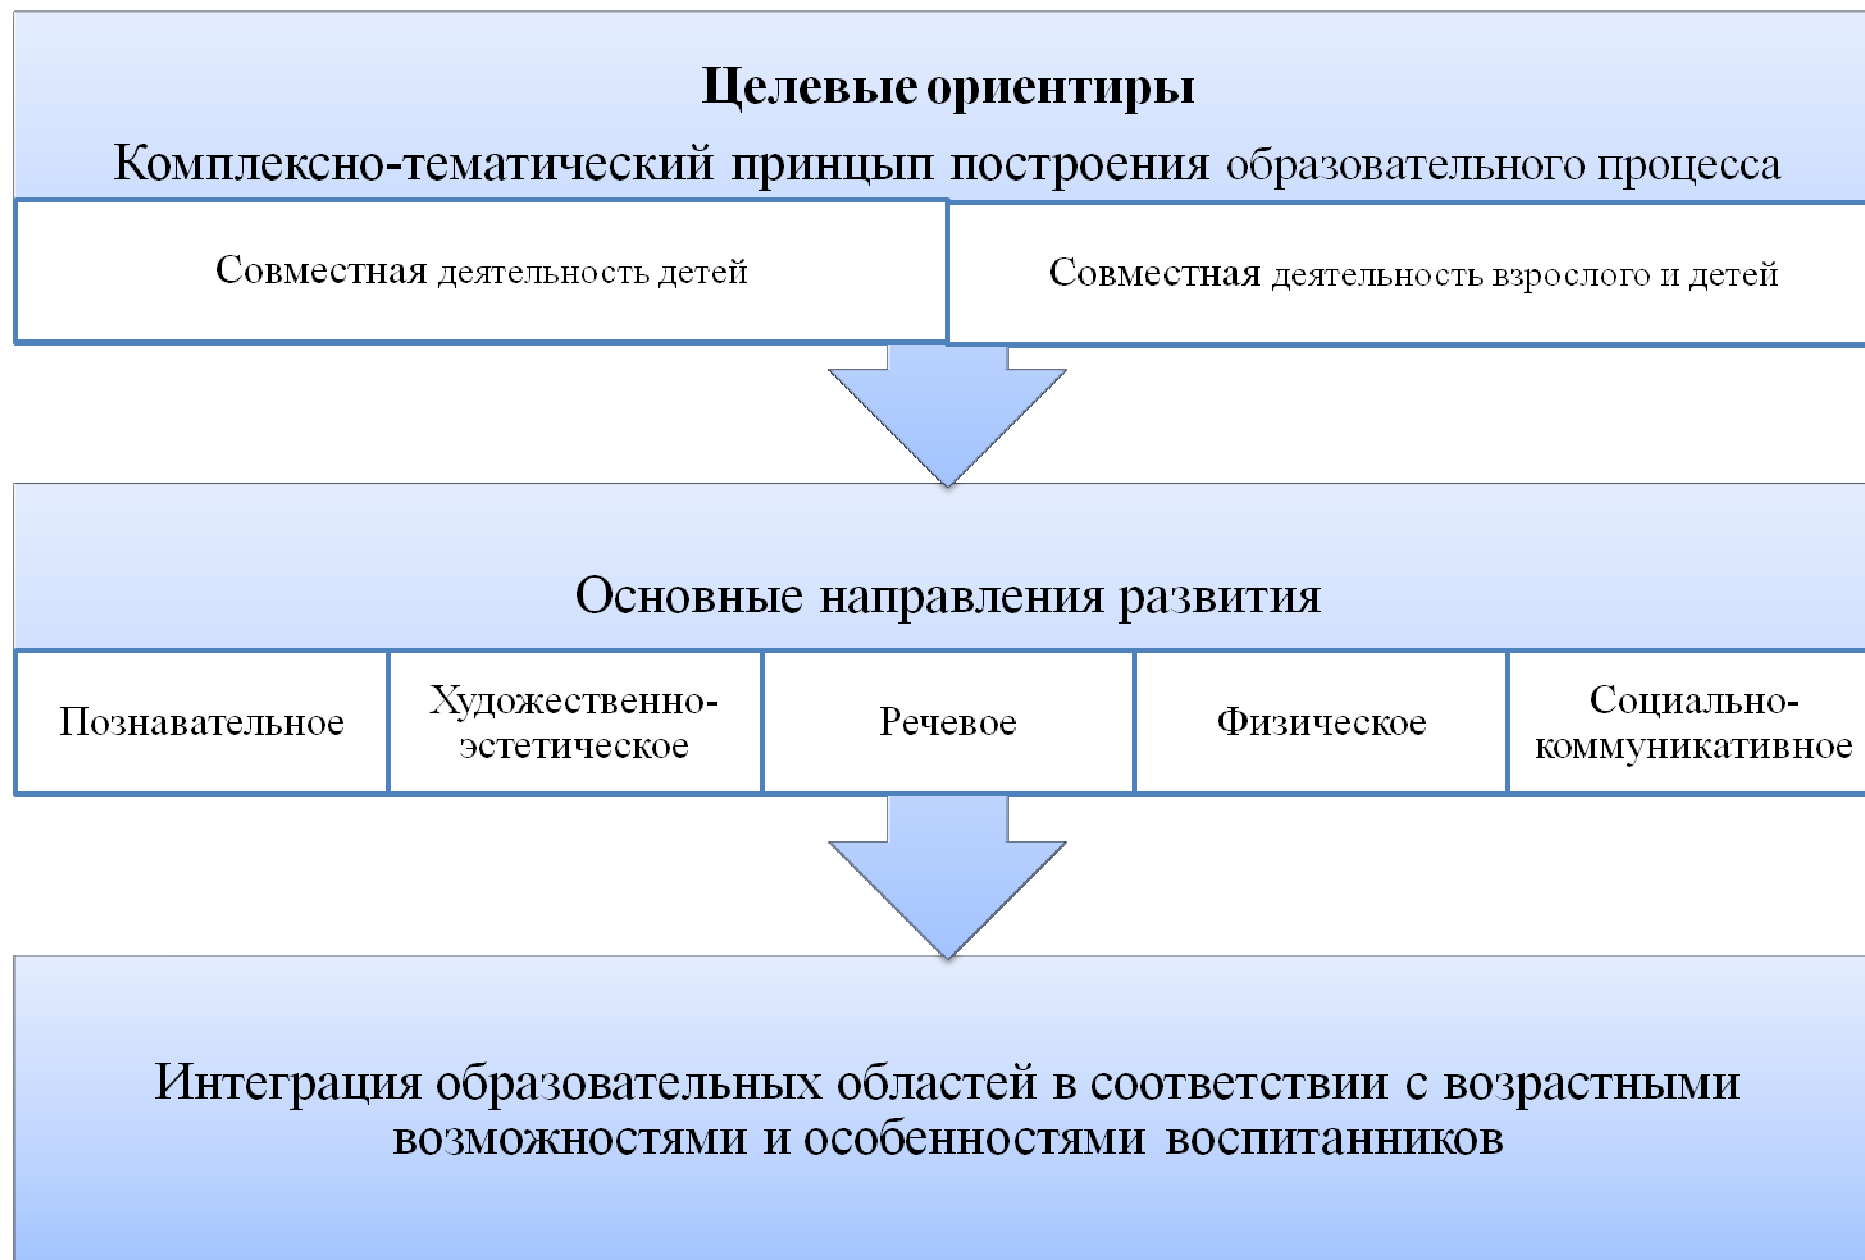 Целевые ориентиры
Комплексно-тематический принцып построения образовательного процесса
Совместная деятельность детей
Совместная деятельность взрослого и детей
Основные направления развития
Познавательное
Художественно-
эстетическое
Речевое
Физическое
Социально-
коммуникативное
Интеграция образовательных областей в соответствии с возрастными
возможностями и особенностями воспитанников